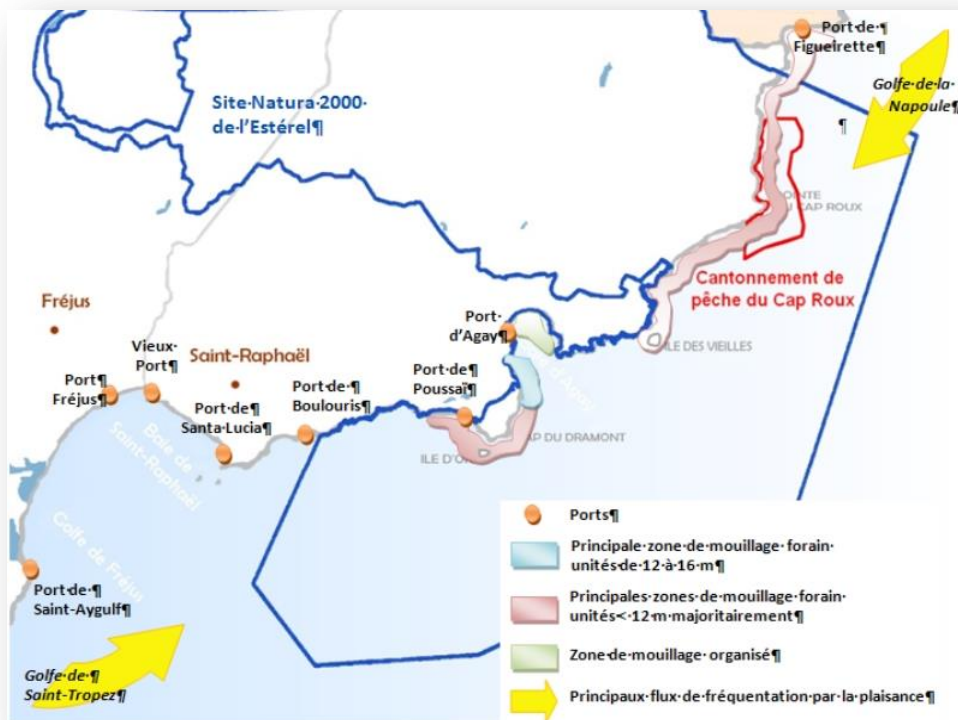 Port·de·¶
Figueirette¶
Golfe·de·la·
Napoule¶
¶
Site·Natura·2000·
de·l'Estérel¶
POINTE
DU CAP ROUX
Cantonnement de
pêche du Cap Roux
Fréjus
Port·
d'Agay¶
ILE DES VIEILLES
Vieux·
Port¶
Saint-Raphaël
Port¶
Fréjus¶
Port·de·¶
Santa·Lucia¶
Port·de·¶
Boulouris¶
Port·de¶
Poussaï¶
d'Agay
CAP DU DRAMONT
ILE D'O
Baie de
Saint-Raphaël
Golfe de Fréjus
Port·de·¶
Saint-Aygulf¶
Golfe·de·¶
Saint-Tropez¶
Ports¶
Principale·zone·de·mouillage·forain·
unités·de·12·à·16·m¶
Principales·zones·de·mouillage·forain·
unités·<·12·m·majoritairement¶
Zone·de·mouillage·organisé¶
Principaux·flux·de·fréquentation·par·la·plaisance¶